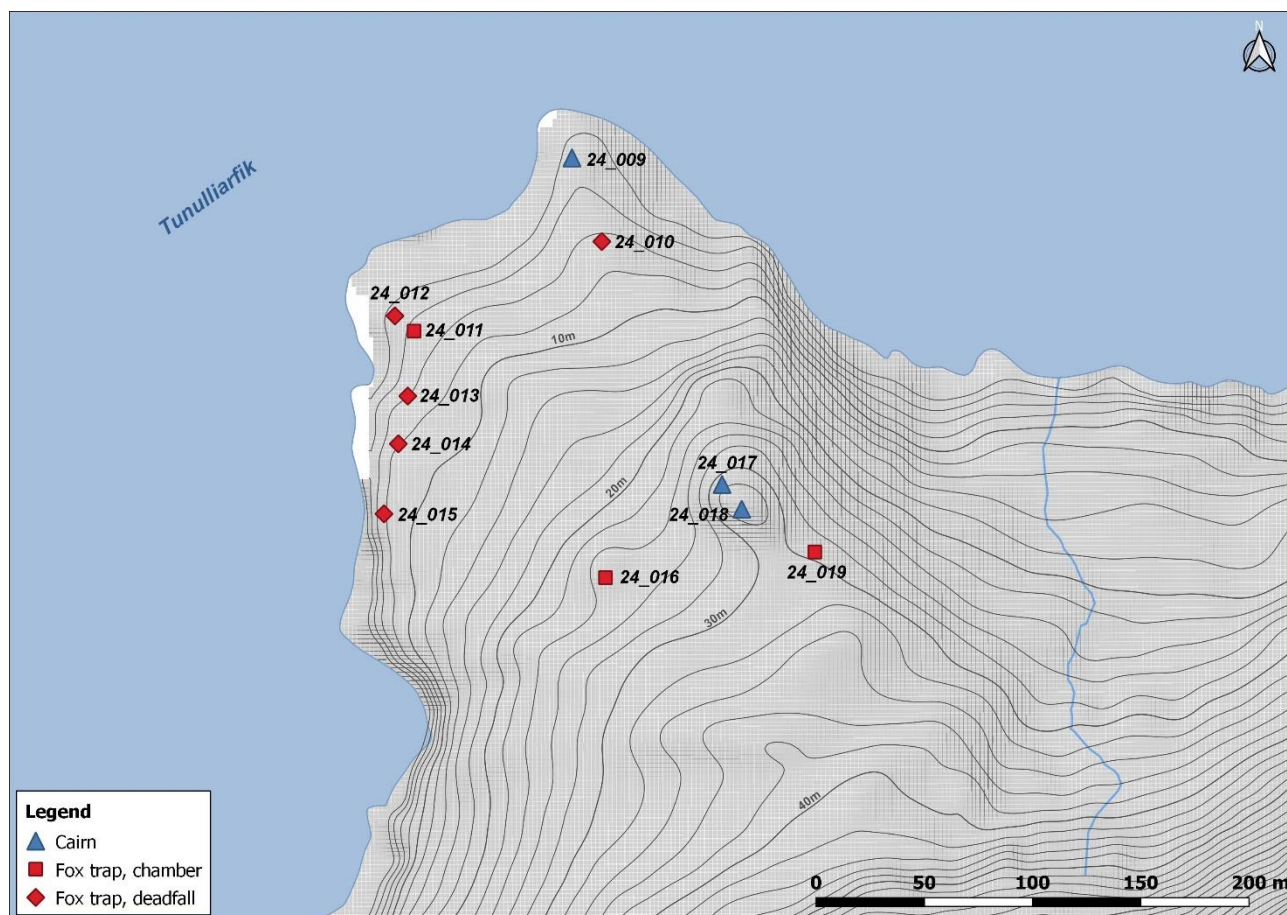 N
Tunulliarfik
24_009
24_010
24_012
24_011
10m
24_013
24_014
24_017
20m
24_015
24_018
24_019
24_016
30m
40m
Legend
Cairn
Fox trap, chamber
Fox trap, deadfall
0 50 100 150 200 m